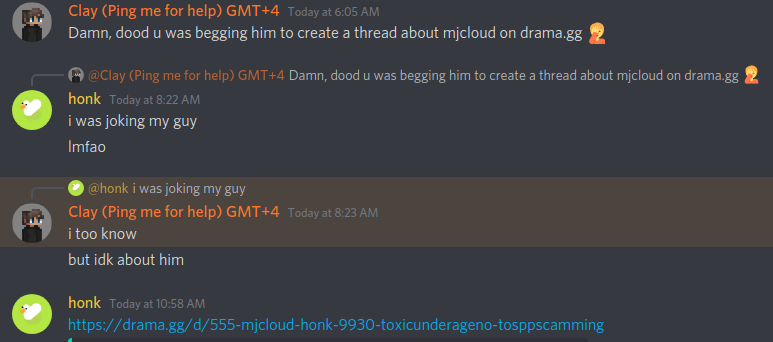 Clay (Ping me for help) GMT+4 Today at 6:05 AM
Damn, dood u was begging him to create a thread about mjcloud on drama.gg 🤦
@Clay (Ping me for help) GMT+4 Damn, dood u was begging him to create a thread about mjcloud on drama.gg 🤦
honk Today at 8:22 AM
i was joking my guy
lmfao
@honk i was joking my guy
Clay (Ping me for help) GMT+4 Today at 8:23 AM
i too know
but idk about him
honk Today at 10:58 AM
https://drama.gg/d/555-mjcloud-honk-9930-toxicunderageno-tosppscamming